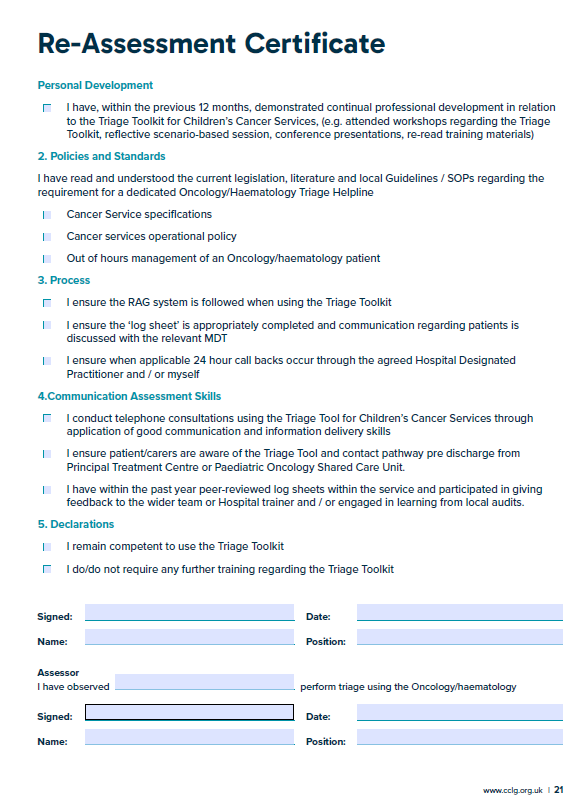 Re-Assessment Certificate
Personal Development
I have, within the previous 12 months, demonstrated continual professional development in relation
to the Triage Toolkit for Children's Cancer Services, (e.g. attended workshops regarding the Triage
Toolkit, reflective scenario-based session, conference presentations, re-read training materials)
2. Policies and Standards
I have read and understood the current legislation, literature and local Guidelines / SOPs regarding the
requirement for a dedicated Oncology/Haematology Triage Helpline
Cancer Service specifications
Cancer services operational policy
Out of hours management of an Oncology/haematology patient
3. Process
I ensure the RAG system is followed when using the Triage Toolkit
I ensure the 'log sheet' is appropriately completed and communication regarding patients is
discussed with the relevant MDT
I ensure when applicable 24 hour call backs occur through the agreed Hospital Designated
Practitioner and / or myself
4.Communication Assessment Skills
I conduct telephone consultations using the Triage Tool for Children's Cancer Services through
application of good communication and information delivery skills
I ensure patient/carers are aware of the Triage Tool and contact pathway pre discharge from
Principal Treatment Centre or Paediatric Oncology Shared Care Unit.
I have within the past year peer-reviewed log sheets within the service and participated in giving
feedback to the wider team or Hospital trainer and / or engaged in learning from local audits.
5. Declarations
I remain competent to use the Triage Toolkit
I do/do not require any further training regarding the Triage Toolkit
Signed: Date:
Name: Position:
Assessor
I have observed perform triage using the Oncology/haematology
Signed: Date:
Name: Position:
www.cclg.org.uk | 21